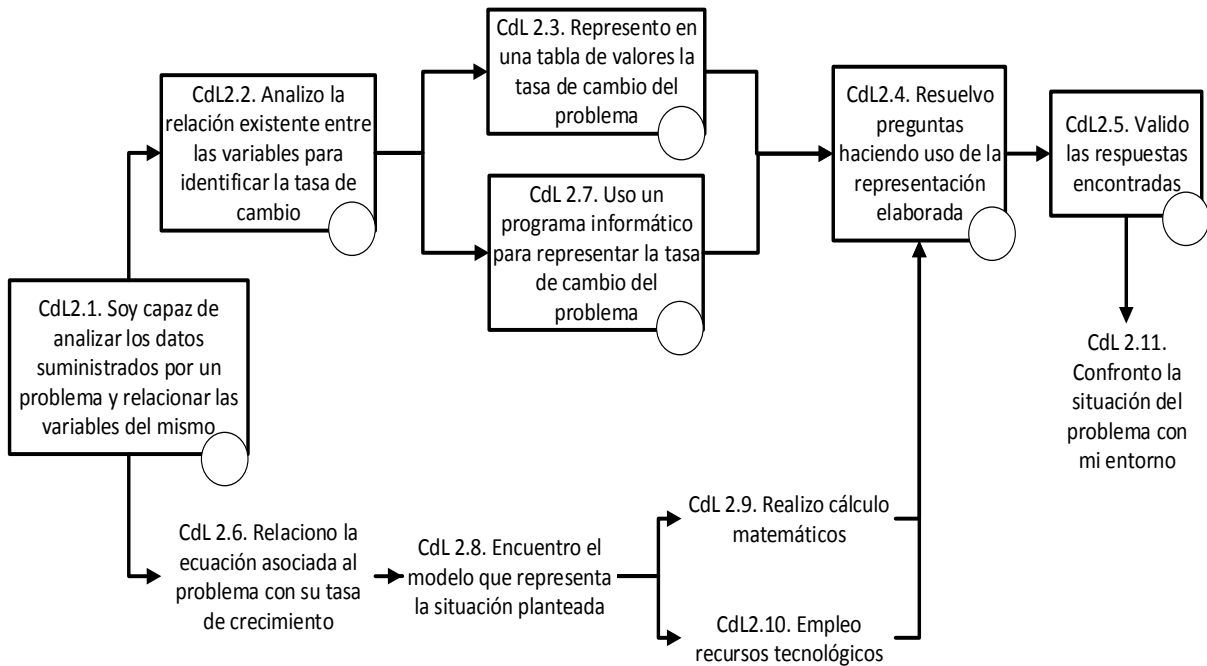 CdL 2.3. Represento en
una tabla de valores la
tasa de cambio del
problema
CdL2.2. Analizo la
relación existente entre
las variables para
identificar la tasa de
cambio
CdL2.4. Resuelvo
preguntas
haciendo uso de la
representación
elaborada
CdL2.5. Valido
las respuestas
encontradas
CdL 2.7. Uso un
programa informático
para representar la tasa
de cambio del
problema
CdL2.1. Soy capaz de
analizar los datos
suministrados por un
problema y relacionar las
variables del mismo
CdL 2.11.
Confronto la
situación del
problema con
mi entorno
CdL 2.6. Relaciono la
ecuación asociada al
problema con su tasa
de crecimiento
CdL 2.8. Encuentro el
modelo que representa
la situación planteada
CdL 2.9. Realizo cálculo
matemáticos
CdL2.10. Empleo
recursos tecnológicos